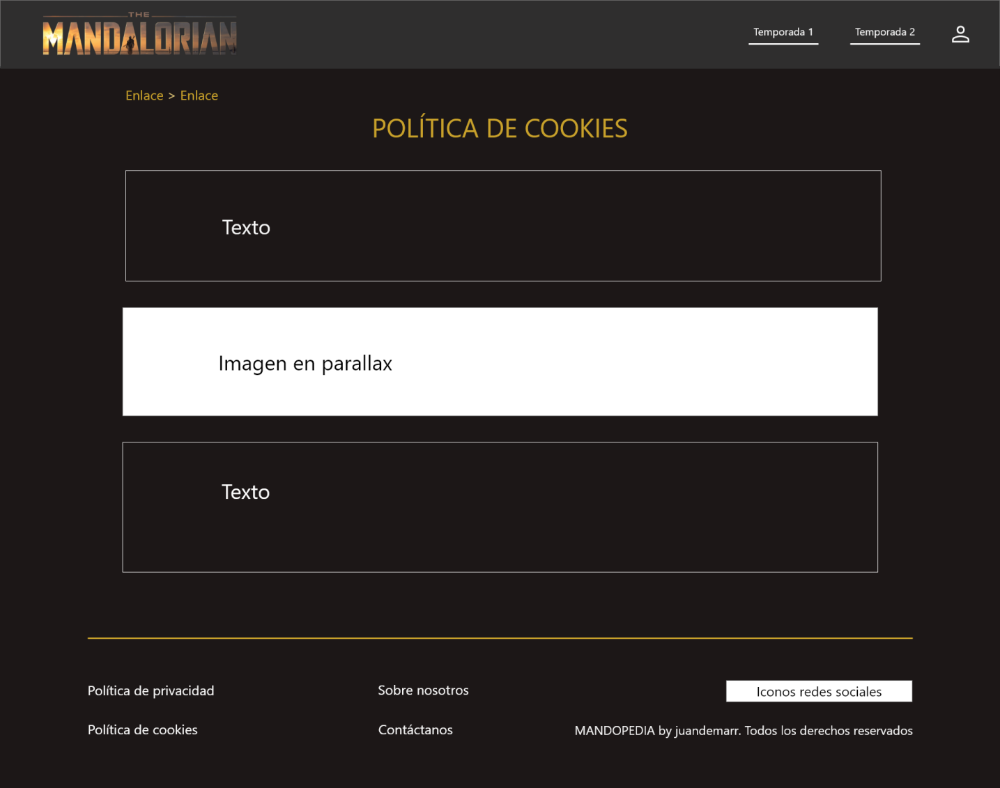 THE
MANDALORIAN
Temporada 1
Temporada 2
Enlace > Enlace
POLÍTICA DE COOKIES
Texto
Imagen en parallax
Texto
Política de privacidad
Sobre nosotros
Iconos redes sociales
Política de cookies
Contáctanos
MANDOPEDIA by juandemarr. Todos los derechos reservados